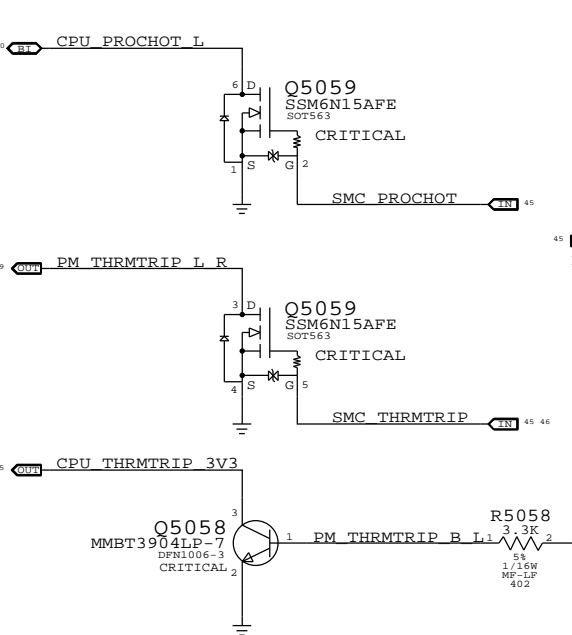 CPU_PROCHOT_L
BI
6 D
Q5059
SSM6N15AFE
SOT563
CRITICAL
1 S G 2
SMC_PROCHOT
IN 45
45
OUT PM_THRMTRIP_L_R
3 D
Q5059
SSM6N15AFE
SOT563
CRITICAL
4 S G 5
SMC_THRMTRIP
IN 45 46
OUT CPU_THRMTRIP_3V3
3
Q5058
MMBT3904LP-7
DFN1006-3
CRITICAL
2
1 PM_THRMTRIP_B_L
R5058
3.3K
1 2
5%
1/16W
MF-LF
402